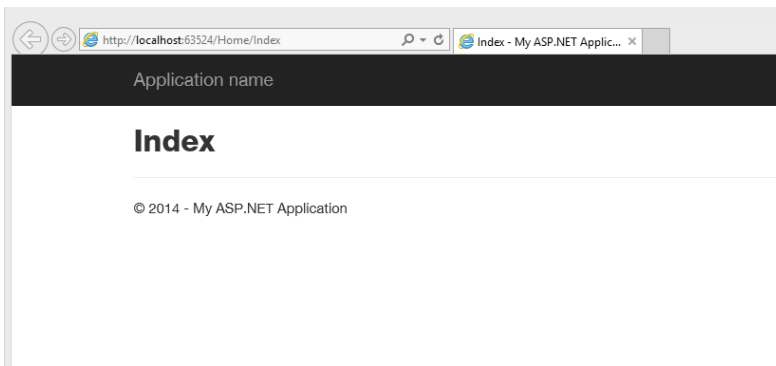 http://localhost:63524/Home/Index
Index - My ASP.NET Applic...
Application name
Index
© 2014 - My ASP.NET Application